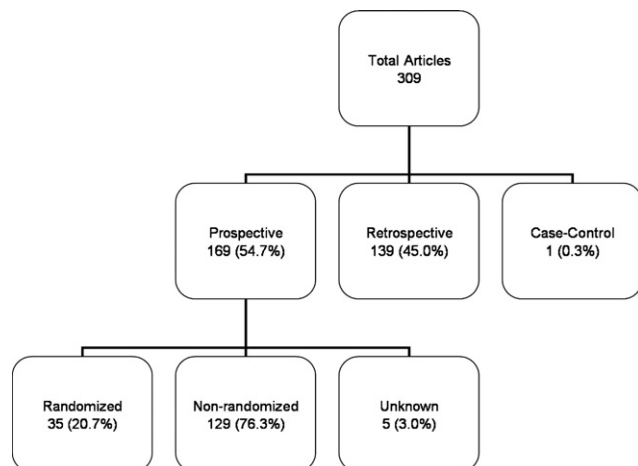 Total Articles
309
Prospective
169 (54.7%)
Retrospective
139 (45.0%)
Case-Control
1 (0.3%)
Randomized
35 (20.7%)
Non-randomized
129 (76.3%)
Unknown
5 (3.0%)